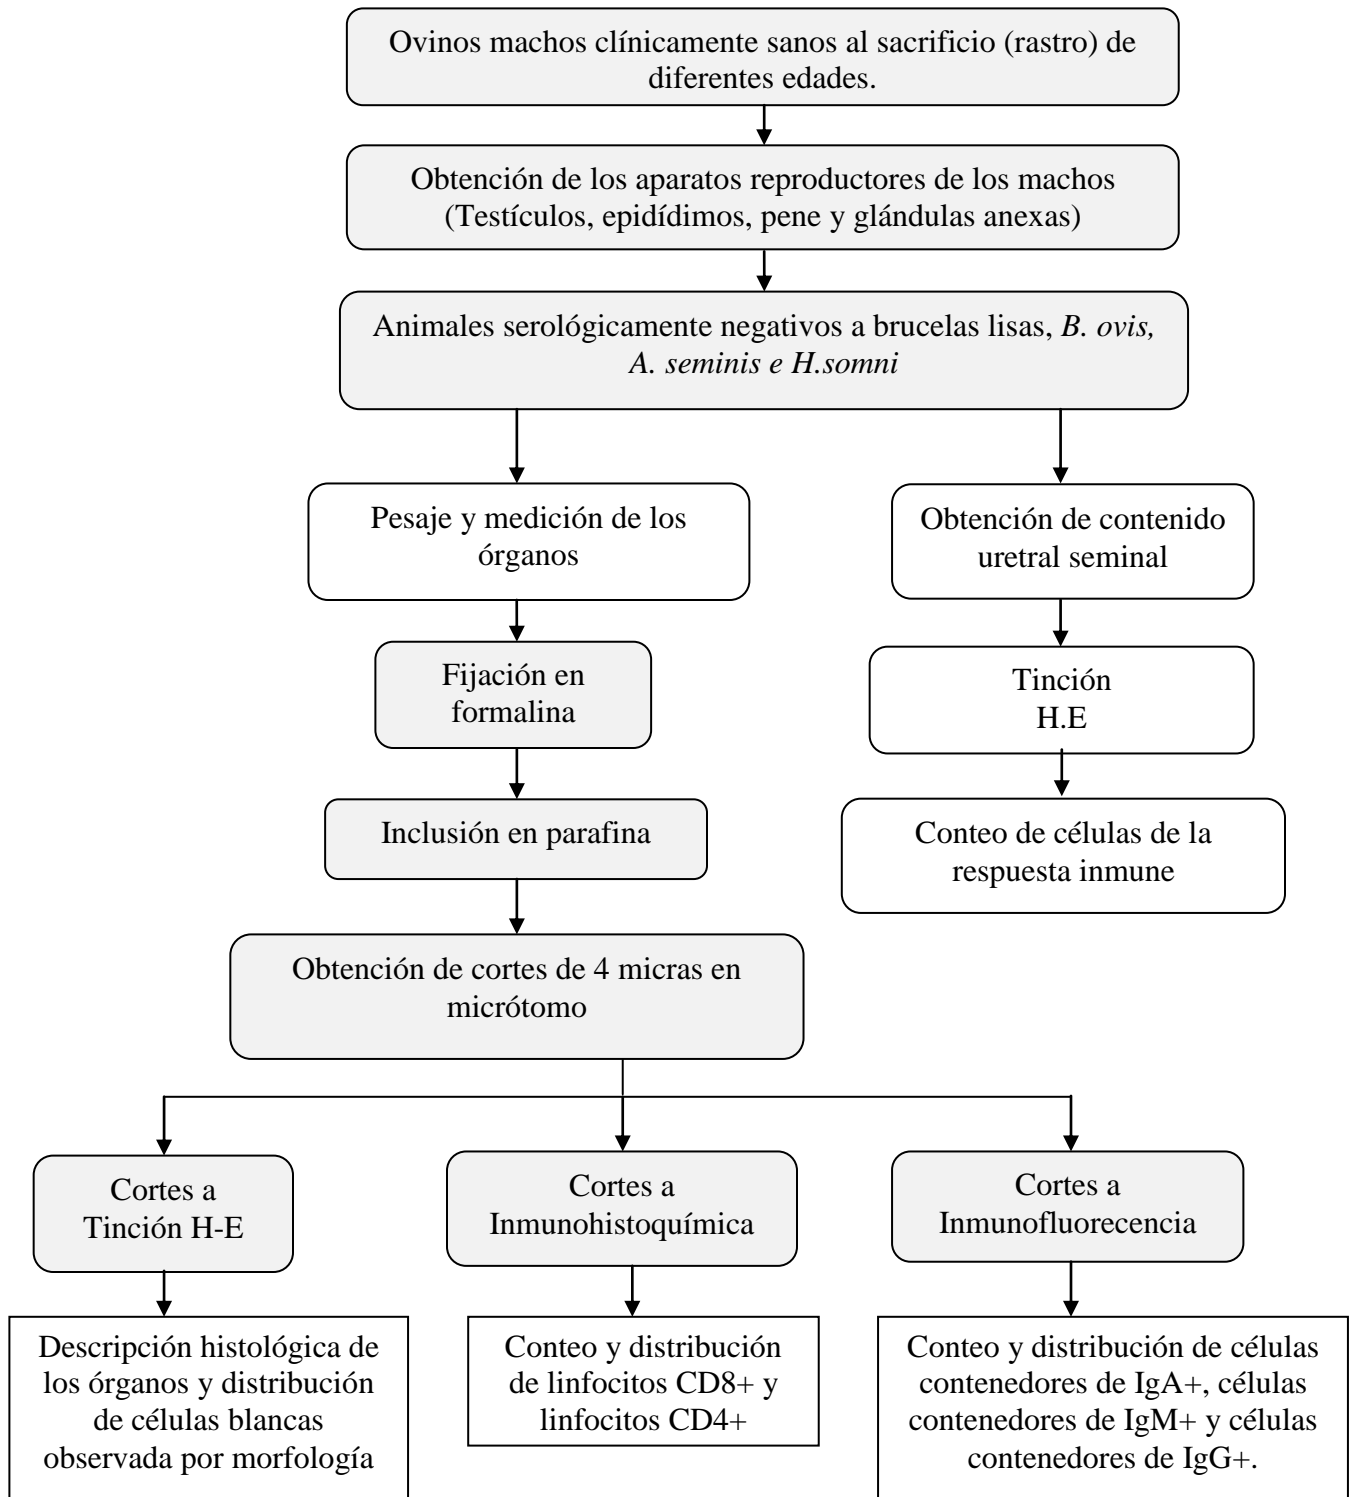 Ovinos machos clínicamente sanos al sacrificio (rastro) de
diferentes edades.
Obtención de los aparatos reproductores de los machos
(Testículos, epidídimos, pene y glándulas anexas)
Animales serológicamente negativos a brucelas lisas, B. ovis,
A. seminis e H.somni
Pesaje y medición de los
órganos
Obtención de contenido
uretral seminal
Fijación en
formalina
Tinción
H.E
Inclusión en parafina
Conteo de células de la
respuesta inmune
Obtención de cortes de 4 micras en
micrótomo
Cortes a
Tinción H-E
Cortes a
Inmunohistoquímica
Cortes a
Inmunofluorecencia
Descripción histológica de
los órganos y distribución
de células blancas
observada por morfología
Conteo y distribución
de linfocitos CD8+ y
linfocitos CD4+
Conteo y distribución de células
contenedores de IgA+, células
contenedores de IgM+ y células
contenedores de IgG+.